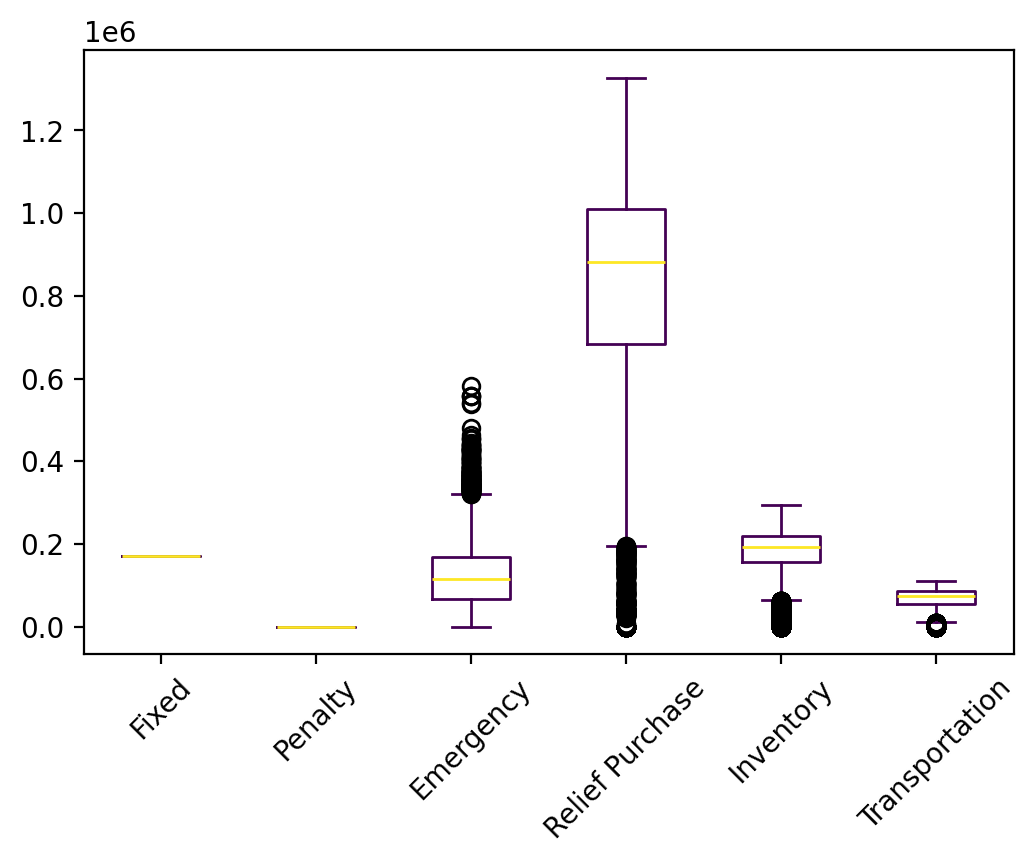 1e6
1.2
1.0
0.8
0.6
0.4
0.2
0.0
Fixed
Penalty
Emergency
Relief Purchase
Inventory
Transportation